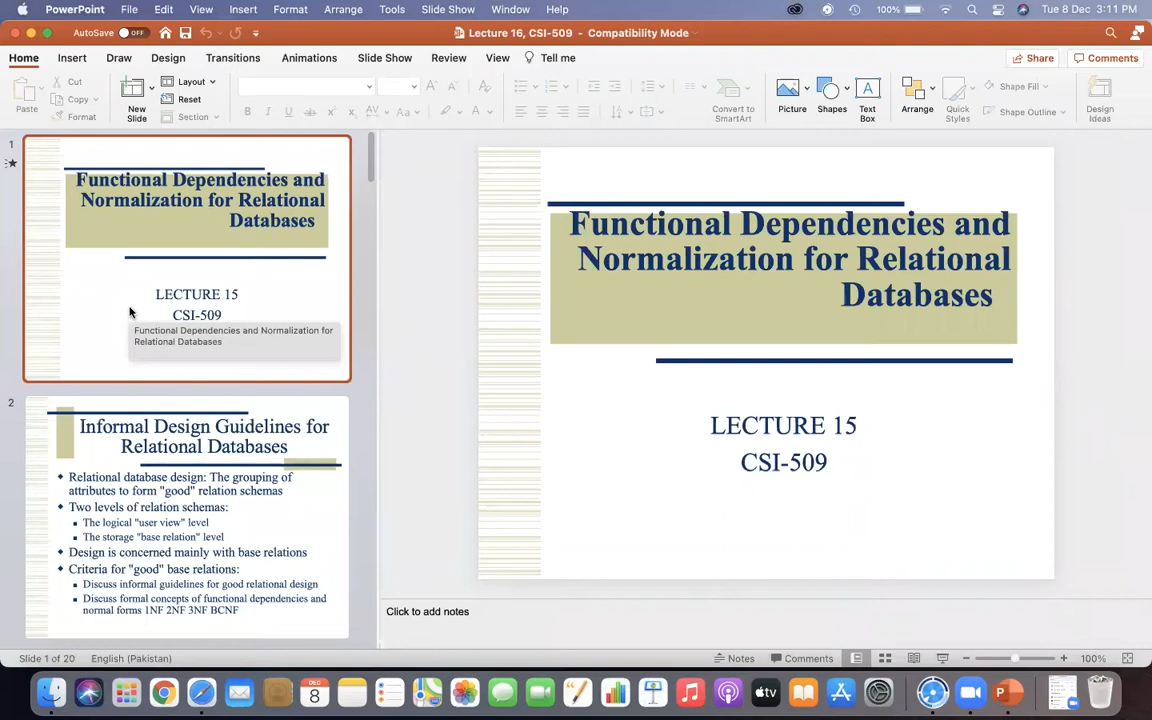 PowerPoint File Edit View Insert Format Arrange Tools Slide Show Window Help 100% Tue 8 Dec 3:11 PM
AutoSave OFF Lecture 16, CSI-509 - Compatibility Mode
Home Insert Draw Design Transitions Animations Slide Show Review View Tell me Share Comments
Paste Cut Copy Format New Slide Layout Reset Section
B I U ab x² x₂ AV Aa A
Convert to SmartArt Picture Shapes Text Box Arrange Quick Styles Shape Fill Shape Outline Design Ideas
1
Functional Dependencies and
Normalization for Relational
Databases
LECTURE 15
CSI-509
Functional Dependencies and Normalization for
Relational Databases
2
Informal Design Guidelines for
Relational Databases
Relational database design: The grouping of
attributes to form "good" relation schemas
Two levels of relation schemas:
The logical "user view" level
The storage "base relation" level
Design is concerned mainly with base relations
Criteria for "good" base relations:
Discuss informal guidelines for good relational design
Discuss formal concepts of functional dependencies and
normal forms 1NF 2NF 3NF BCNF
Functional Dependencies and
Normalization for Relational
Databases
LECTURE 15
CSI-509
Click to add notes
Slide 1 of 20 English (Pakistan) Notes Comments 100%
DEC
8
tv
P